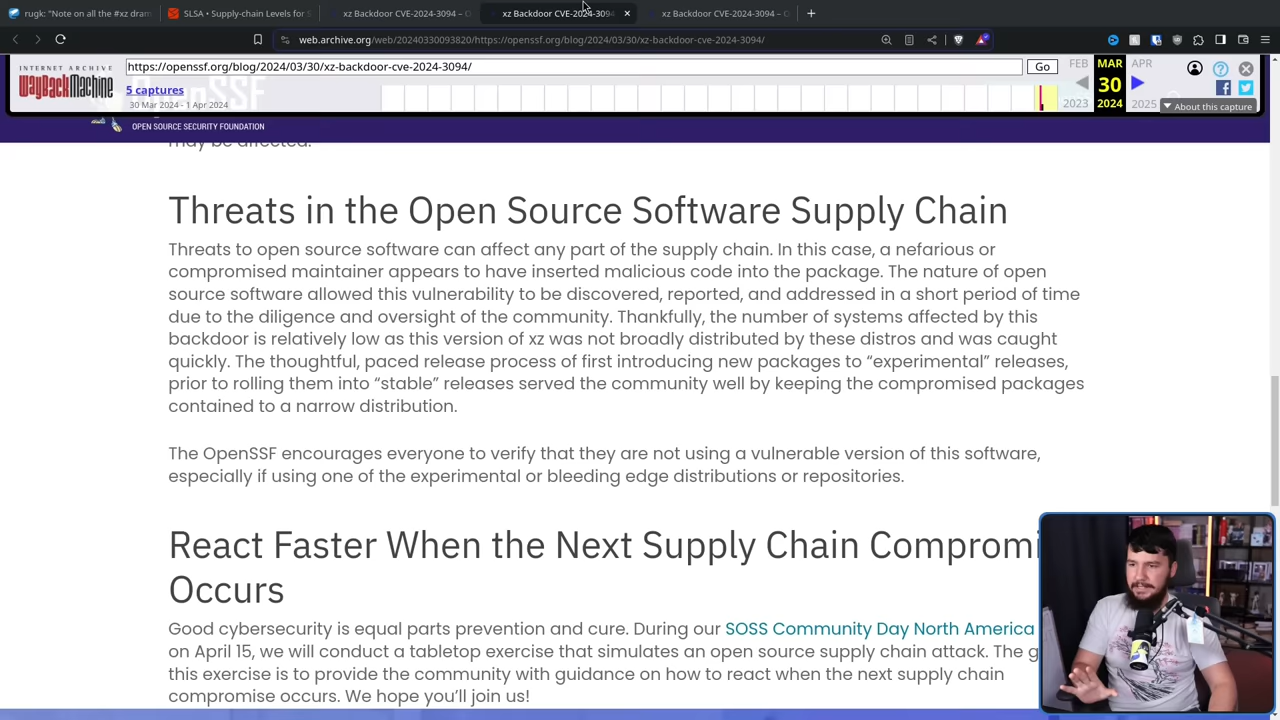 rugk: "Note on all the #xz dram
SLSA • Supply-chain Levels for S
xz Backdoor CVE-2024-3094 – O
xz Backdoor CVE-2024-3094
xz Backdoor CVE-2024-3094 – O
web.archive.org/web/20240330093820/https://openssf.org/blog/2024/03/30/xz-backdoor-cve-2024-3094/
INTERNET ARCHIVE
WayBackMachine
https://openssf.org/blog/2024/03/30/xz-backdoor-cve-2024-3094/
Go
FEB MAR APR
5 captures
30
30 Mar 2024 - 1 Apr 2024
2023 2024 2025
About this capture
OpenSSF
OPEN SOURCE SECURITY FOUNDATION
may be affected.
Threats in the Open Source Software Supply Chain
Threats to open source software can affect any part of the supply chain. In this case, a nefarious or
compromised maintainer appears to have inserted malicious code into the package. The nature of open
source software allowed this vulnerability to be discovered, reported, and addressed in a short period of time
due to the diligence and oversight of the community. Thankfully, the number of systems affected by this
backdoor is relatively low as this version of xz was not broadly distributed by these distros and was caught
quickly. The thoughtful, paced release process of first introducing new packages to “experimental” releases,
prior to rolling them into “stable” releases served the community well by keeping the compromised packages
contained to a narrow distribution.
The OpenSSF encourages everyone to verify that they are not using a vulnerable version of this software,
especially if using one of the experimental or bleeding edge distributions or repositories.
React Faster When the Next Supply Chain Compromi
Occurs
Good cybersecurity is equal parts prevention and cure. During our SOSS Community Day North America
on April 15, we will conduct a tabletop exercise that simulates an open source supply chain attack. The g
this exercise is to provide the community with guidance on how to react when the next supply chain
compromise occurs. We hope you’ll join us!